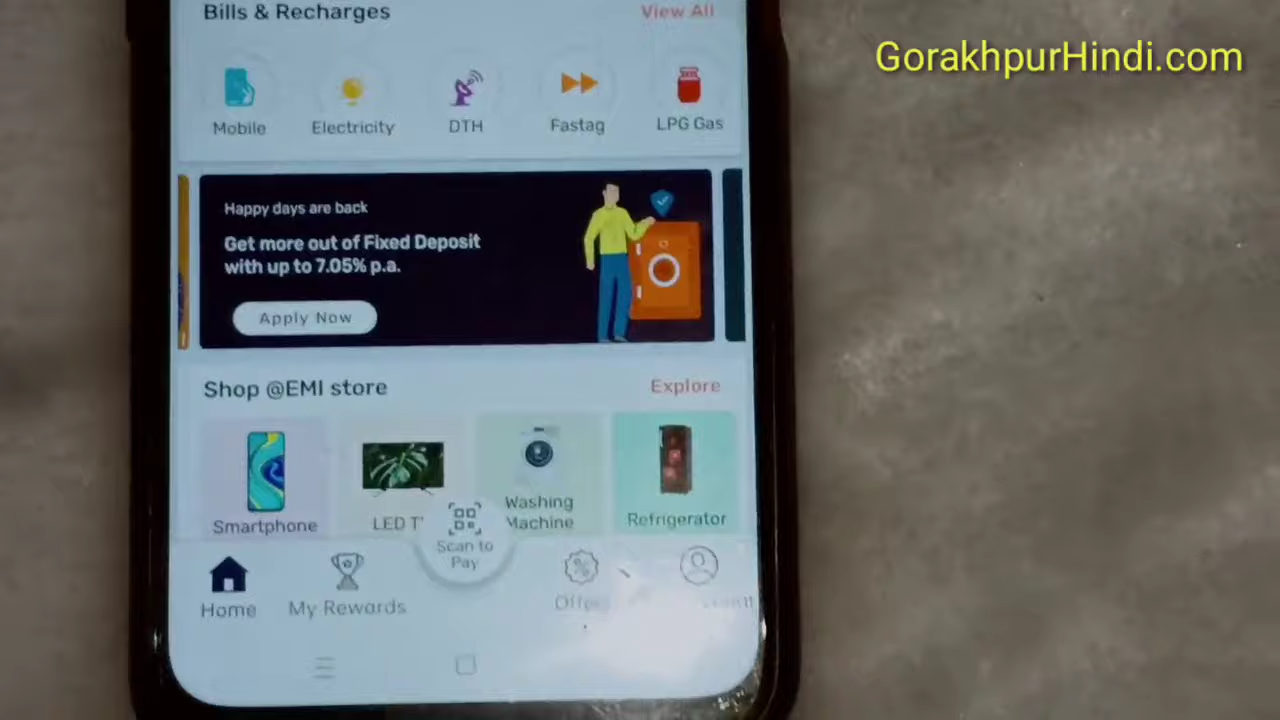 Bills & Recharges
View All
GorakhpurHindi.com
Mobile
Electricity
DTH
Fastag
LPG Gas
Happy days are back
Get more out of Fixed Deposit
with up to 7.05% p.a.
Apply Now
Shop @EMI store
Explore
Smartphone
LED T
Washing
Machine
Refrigerator
Scan to
Pay
Home
My Rewards
Offers